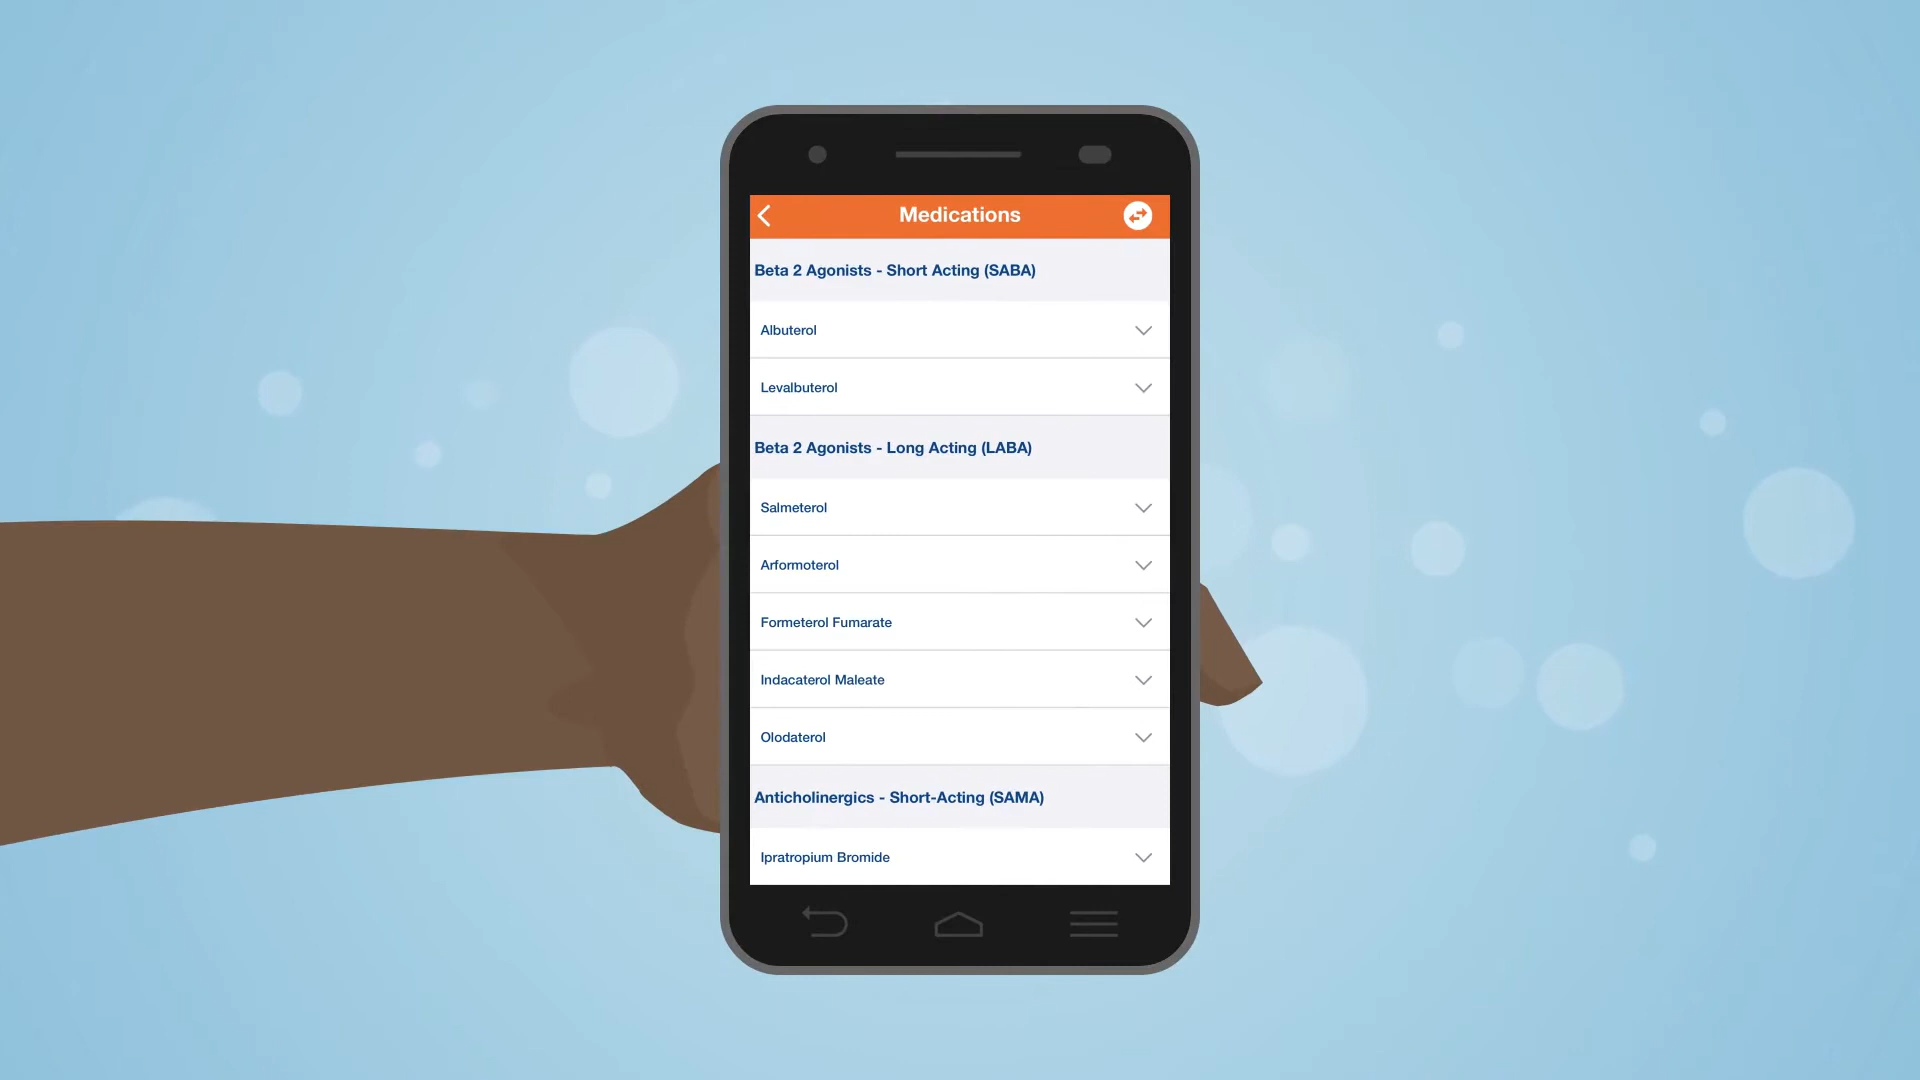 Medications
Beta 2 Agonists - Short Acting (SABA)
Albuterol
Levalbuterol
Beta 2 Agonists - Long Acting (LABA)
Salmeterol
Arformoterol
Formeterol Fumarate
Indacaterol Maleate
Olodaterol
Anticholinergics - Short-Acting (SAMA)
Ipratropium Bromide